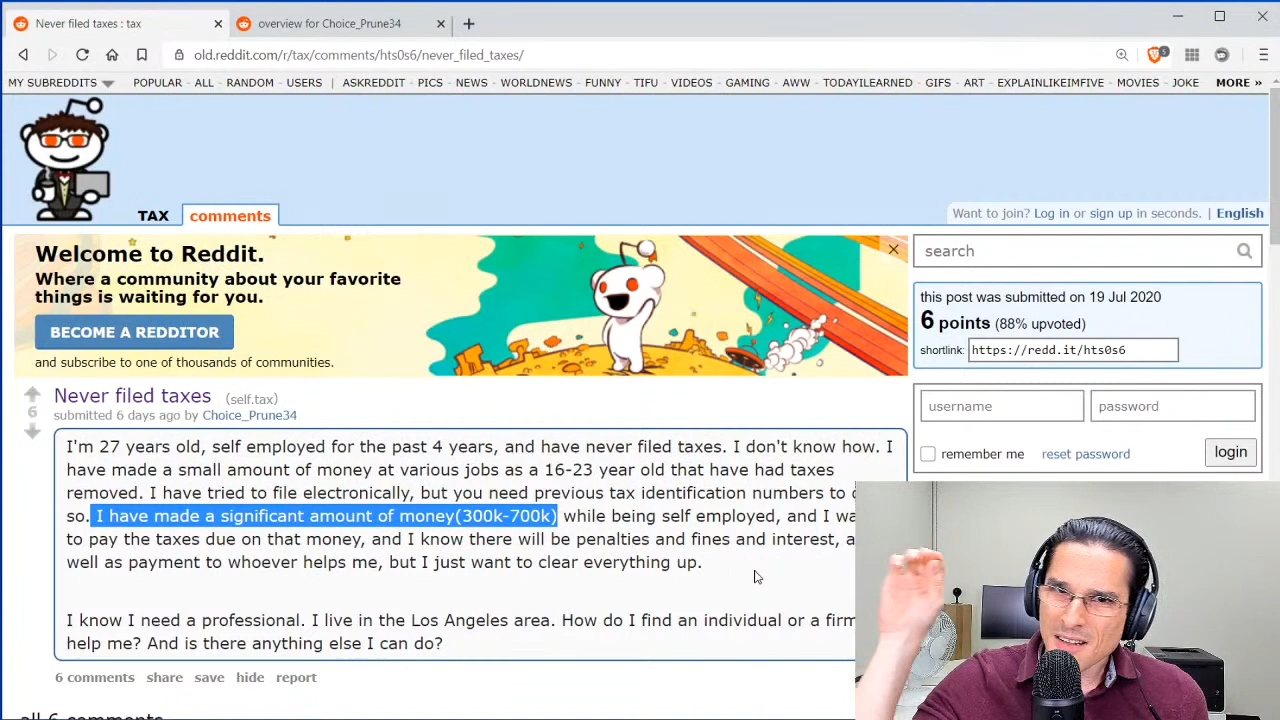 Never filed taxes : tax
overview for Choice_Prune34
old.reddit.com/r/tax/comments/hts0s6/never_filed_taxes/
5
MY SUBREDDITS POPULAR - ALL - RANDOM - USERS | ASKREDDIT - PICS - NEWS - WORLDNEWS - FUNNY - TIFU - VIDEOS - GAMING - AWW - TODAYILEARNED - GIFS - ART - EXPLAINLIKEIMFIVE - MOVIES - JOKE MORE »
TAX comments
Want to join? Log in or sign up in seconds. | English
Welcome to Reddit.
Where a community about your favorite
things is waiting for you.
BECOME A REDDITOR
and subscribe to one of thousands of communities.
search
this post was submitted on 19 Jul 2020
6 points (88% upvoted)
shortlink: https://redd.it/hts0s6
username password
remember me reset password login
Never filed taxes (self.tax)
6
submitted 6 days ago by Choice_Prune34
I'm 27 years old, self employed for the past 4 years, and have never filed taxes. I don't know how. I
have made a small amount of money at various jobs as a 16-23 year old that have had taxes
removed. I have tried to file electronically, but you need previous tax identification numbers to
so. I have made a significant amount of money(300k-700k) while being self employed, and I
to pay the taxes due on that money, and I know there will be penalties and fines and interest,
well as payment to whoever helps me, but I just want to clear everything up.
I know I need a professional. I live in the Los Angeles area. How do I find an individual or a firm
help me? And is there anything else I can do?
6 comments share save hide report
all 6 comments